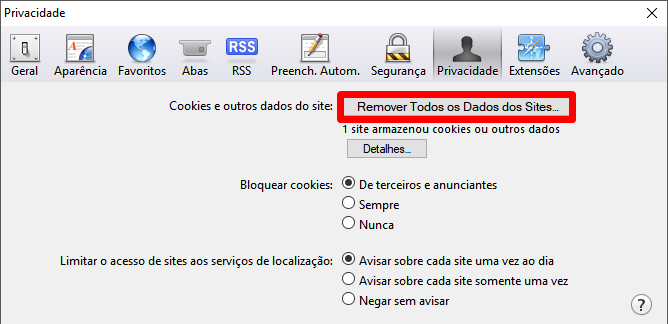 Privacidade
RSS
Geral Aparência Favoritos Abas RSS Preench. Autom. Segurança Privacidade Extensões Avançado
Cookies e outros dados do site: Remover Todos os Dados dos Sites...
1 site armazenou cookies ou outros dados
Detalhes...
Bloquear cookies: De terceiros e anunciantes
Sempre
Nunca
Limitar o acesso de sites aos serviços de localização: Avisar sobre cada site uma vez ao dia
Avisar sobre cada site somente uma vez
Negar sem avisar
?